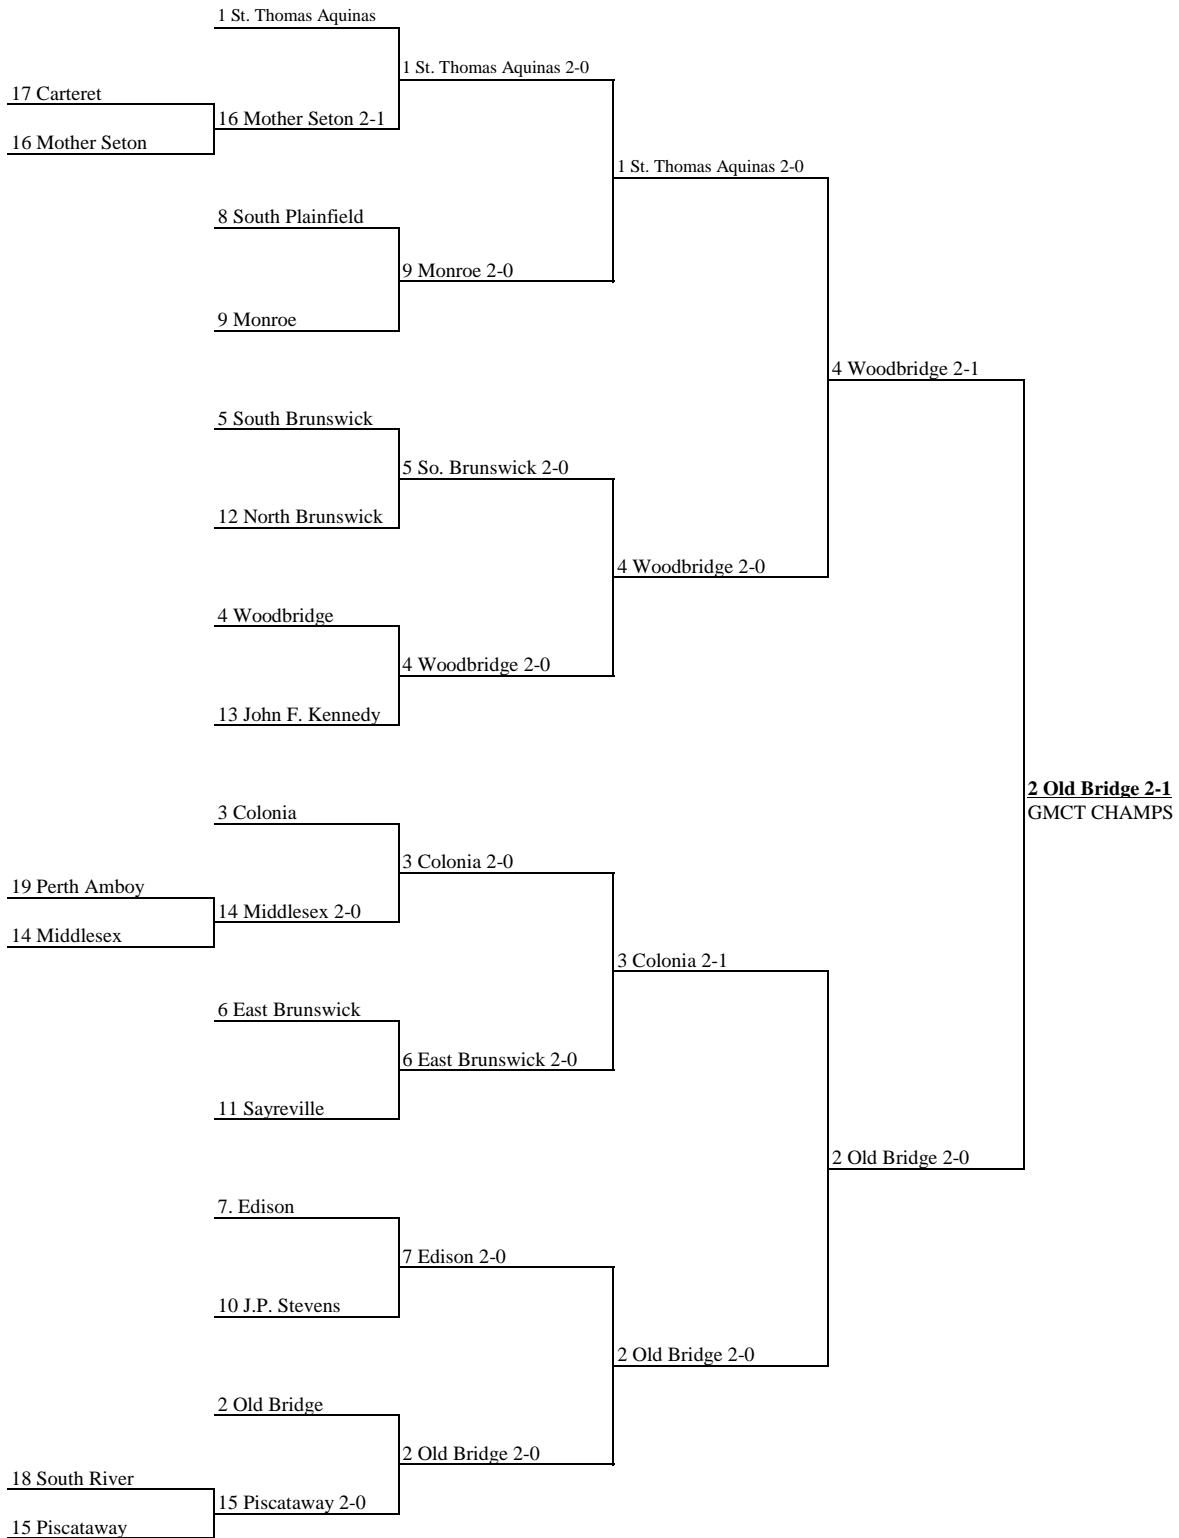 1 St. Thomas Aquinas
1 St. Thomas Aquinas 2-0
17 Carteret
16 Mother Seton 2-1
16 Mother Seton
1 St. Thomas Aquinas 2-0
8 South Plainfield
9 Monroe 2-0
9 Monroe
4 Woodbridge 2-1
5 South Brunswick
5 So. Brunswick 2-0
12 North Brunswick
4 Woodbridge 2-0
4 Woodbridge
4 Woodbridge 2-0
13 John F. Kennedy
2 Old Bridge 2-1
GMCT CHAMPS
3 Colonia
3 Colonia 2-0
19 Perth Amboy
14 Middlesex 2-0
14 Middlesex
3 Colonia 2-1
6 East Brunswick
6 East Brunswick 2-0
11 Sayreville
2 Old Bridge 2-0
7. Edison
7 Edison 2-0
10 J.P. Stevens
2 Old Bridge 2-0
2 Old Bridge
2 Old Bridge 2-0
18 South River
15 Piscataway 2-0
15 Piscataway